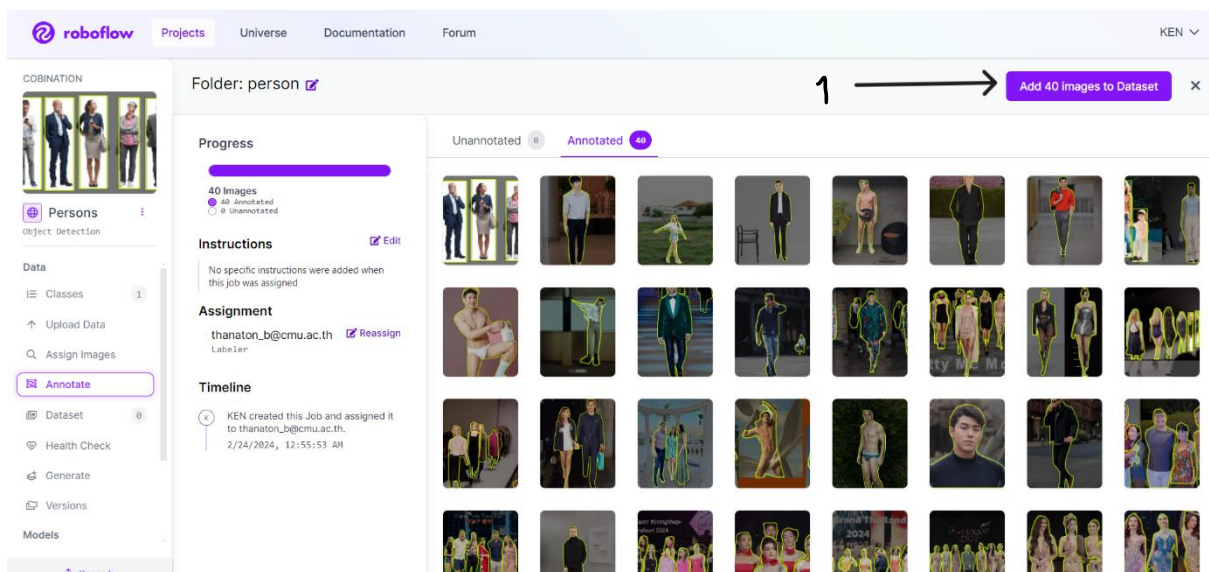 roboflow
Projects
Universe
Documentation
Forum
KEN
COBINATION
Folder: person
1
Add 40 images to Dataset
Progress
Unannotated 0
Annotated 40
40 Images
40 Annotated
0 Unannotated
Persons
Object Detection
Instructions
Edit
No specific instructions were added when
this job was assigned
Data
Classes 1
Assignment
Upload Data
thanaton_b@cmu.ac.th
Reassign
Labeler
Assign Images
Annotate
Timeline
Dataset 0
KEN created this Job and assigned it
to thanaton_b@cmu.ac.th.
2/24/2024, 12:55:53 AM
K
Health Check
Generate
Versions
Models
2024